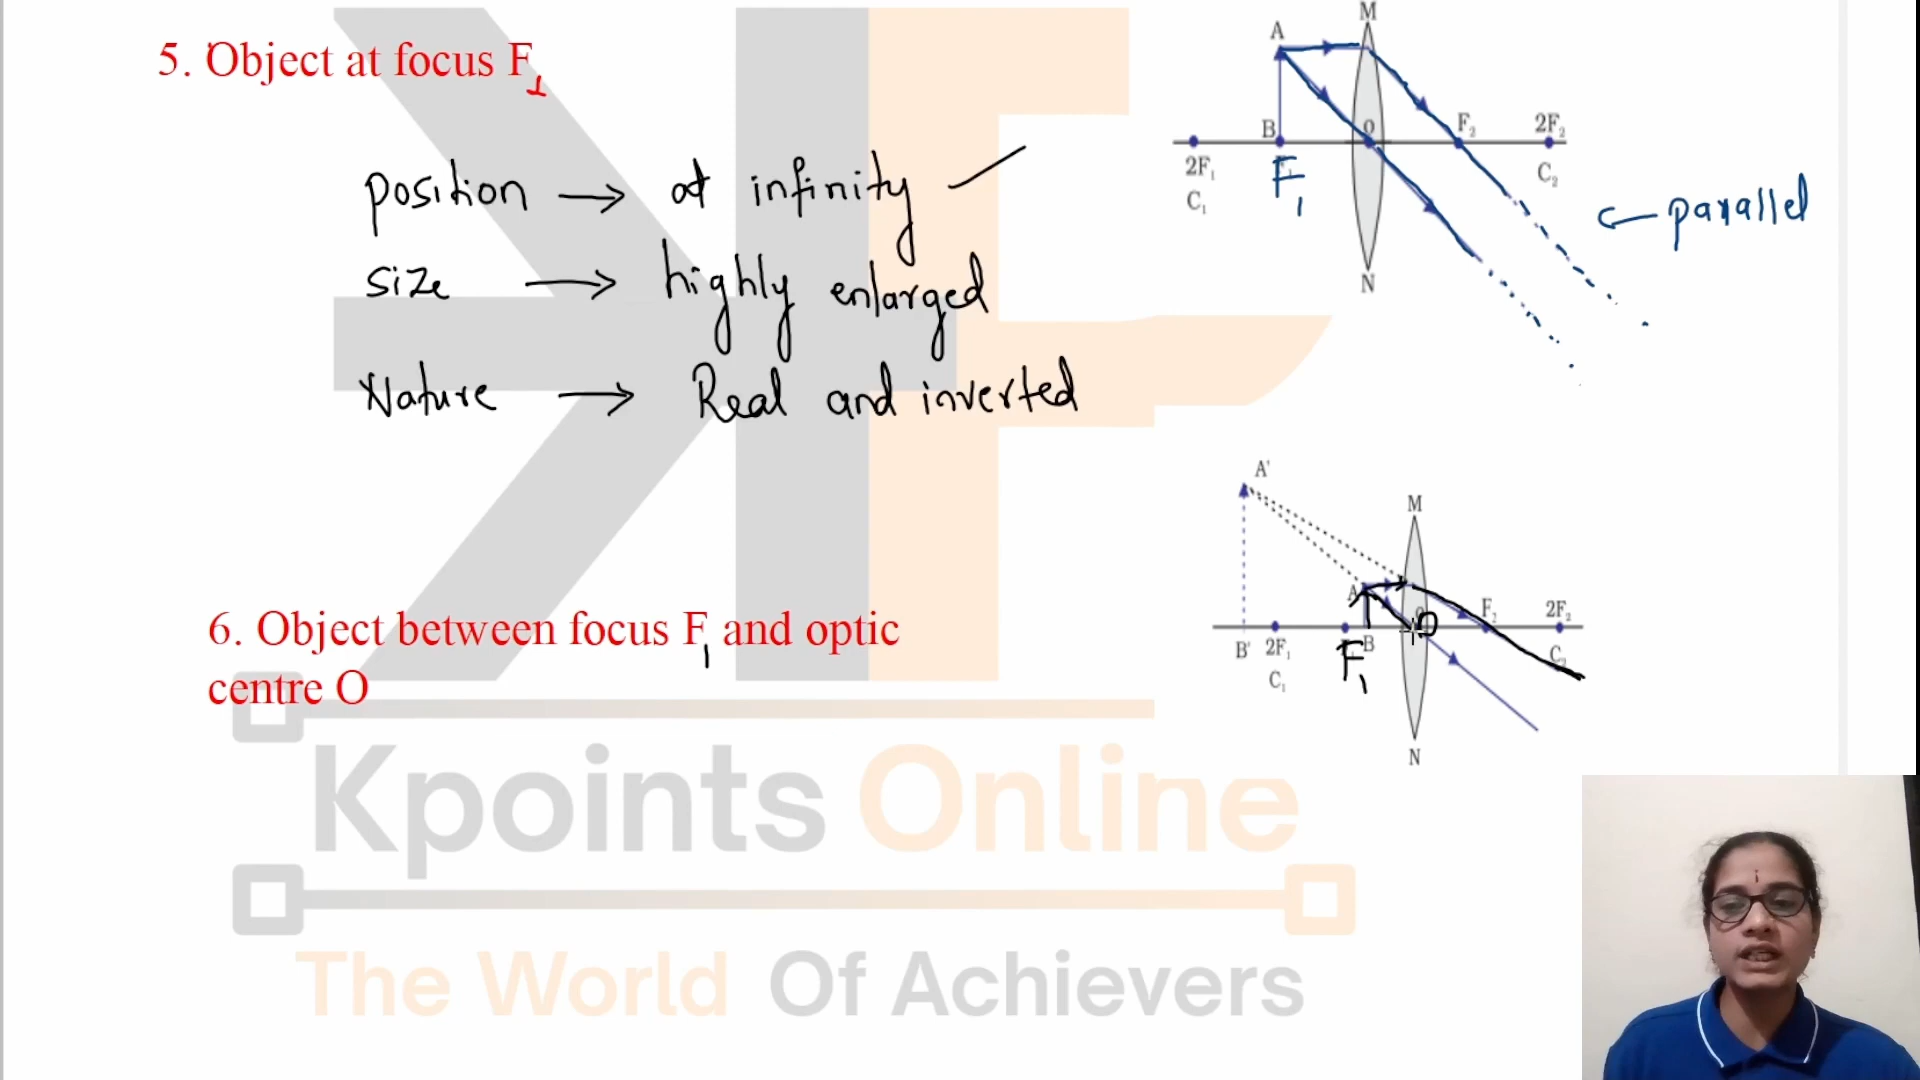 5. Object at focus F1
position → at infinity
size → highly enlarged
Nature → Real and inverted
M
A
B
O
F2
2F2
2F1
F1
C2
C1
N
← parallel
A'
M
A
O
F2
2F2
B'
2F1
F1
B
C2
C1
N
6. Object between focus F1 and optic
centre O
Kpoints Online
The World Of Achievers